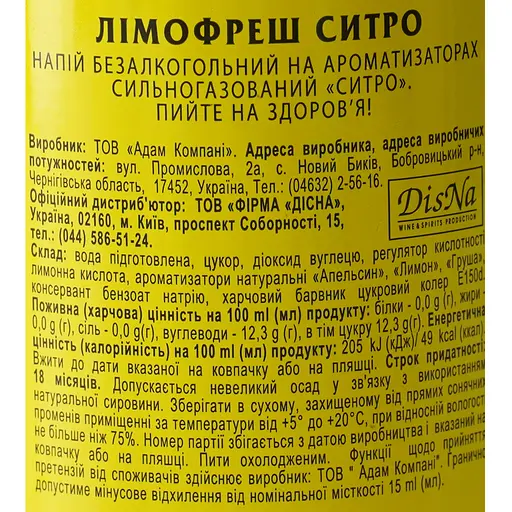 ЛІМОФРЕШ СИТРО
НАПІЙ БЕЗАЛКОГОЛЬНИЙ НА АРОМАТИЗАТОРАХ
СИЛЬНОГАЗОВАНИЙ «СИТРО».
ПИЙТЕ НА ЗДОРОВ'Я!
Виробник: ТОВ «Адам Компані». Адреса виробника, адреса виробничих
потужностей: вул. Промислова, 2а, с. Новий Биків, Бобровицький р-н,
Чернігівська область, 17452, Україна, Тел.: (04632) 2-56-16.
Офіційний дистриб'ютор: ТОВ «ФІРМА «ДІСНА»,
Україна, 02160, м. Київ, проспект Соборності, 15,
тел.: (044) 586-51-24.
DisNa
WINE&SPIRITS PRODUCTION
Склад: вода підготовлена, цукор, діоксид вуглецю, регулятор кислотності
лимонна кислота, ароматизатори натуральні «Апельсин», «Лимон», «Груша»,
консервант бензоат натрію, харчовий барвник цукровий колер E150d.
Поживна (харчова) цінність на 100 ml (мл) продукту: білки - 0,0 g (г), жири -
0,0 g (г), сіль - 0,0 g(г), вуглеводи - 12,3 g (г), в тім цукру 12,3 g(г). Енергетична
цінність (калорійність) на 100 ml (мл) продукту: 205 kJ (кДж)/ 49 kcal (ккал).
Вжити до дати вказаної на ковпачку або на пляшці. Строк придатності:
18 місяців. Допускається невеликий осад у зв'язку з використанням
натуральної сировини. Зберігати в сухому, захищеному від прямих сонячних
променів приміщенні за температури від +5° до +20°C, при відносній вологості
не більше ніж 75%. Номер партії збігається з датою виробництва і вказаний на
ковпачку або на пляшці. Пити охолодженим. Функції щодо прийняття
претензій від споживачів здійснює виробник: ТОВ " Адам Компані". Гранично
допустиме мінусове відхилення від номінальної місткості 15 ml (мл).